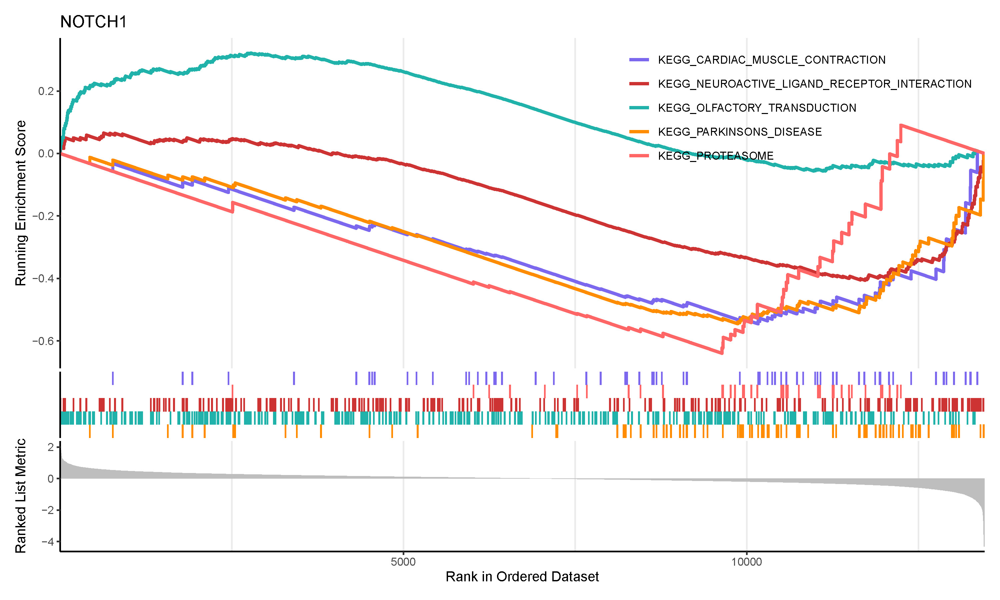 NOTCH1
Running Enrichment Score
0.2
0.0
−0.2
−0.4
−0.6
KEGG_CARDIAC_MUSCLE_CONTRACTION
KEGG_NEUROACTIVE_LIGAND_RECEPTOR_INTERACTION
KEGG_OLFACTORY_TRANSDUCTION
KEGG_PARKINSONS_DISEASE
KEGG_PROTEASOME
Ranked List Metric
2
0
−2
−4
5000
10000
Rank in Ordered Dataset